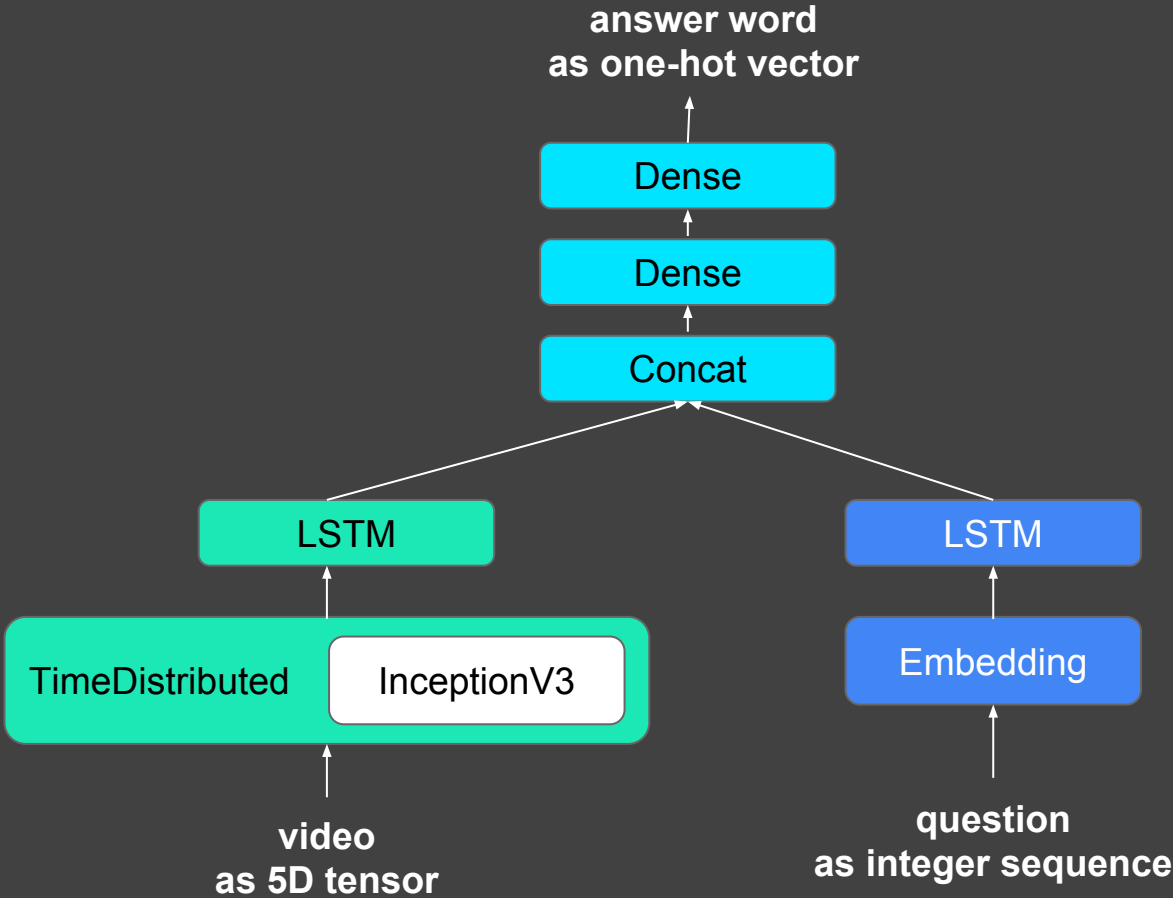 answer word
as one-hot vector
Dense
Dense
Concat
LSTM
LSTM
TimeDistributed
InceptionV3
Embedding
video
as 5D tensor
question
as integer sequence